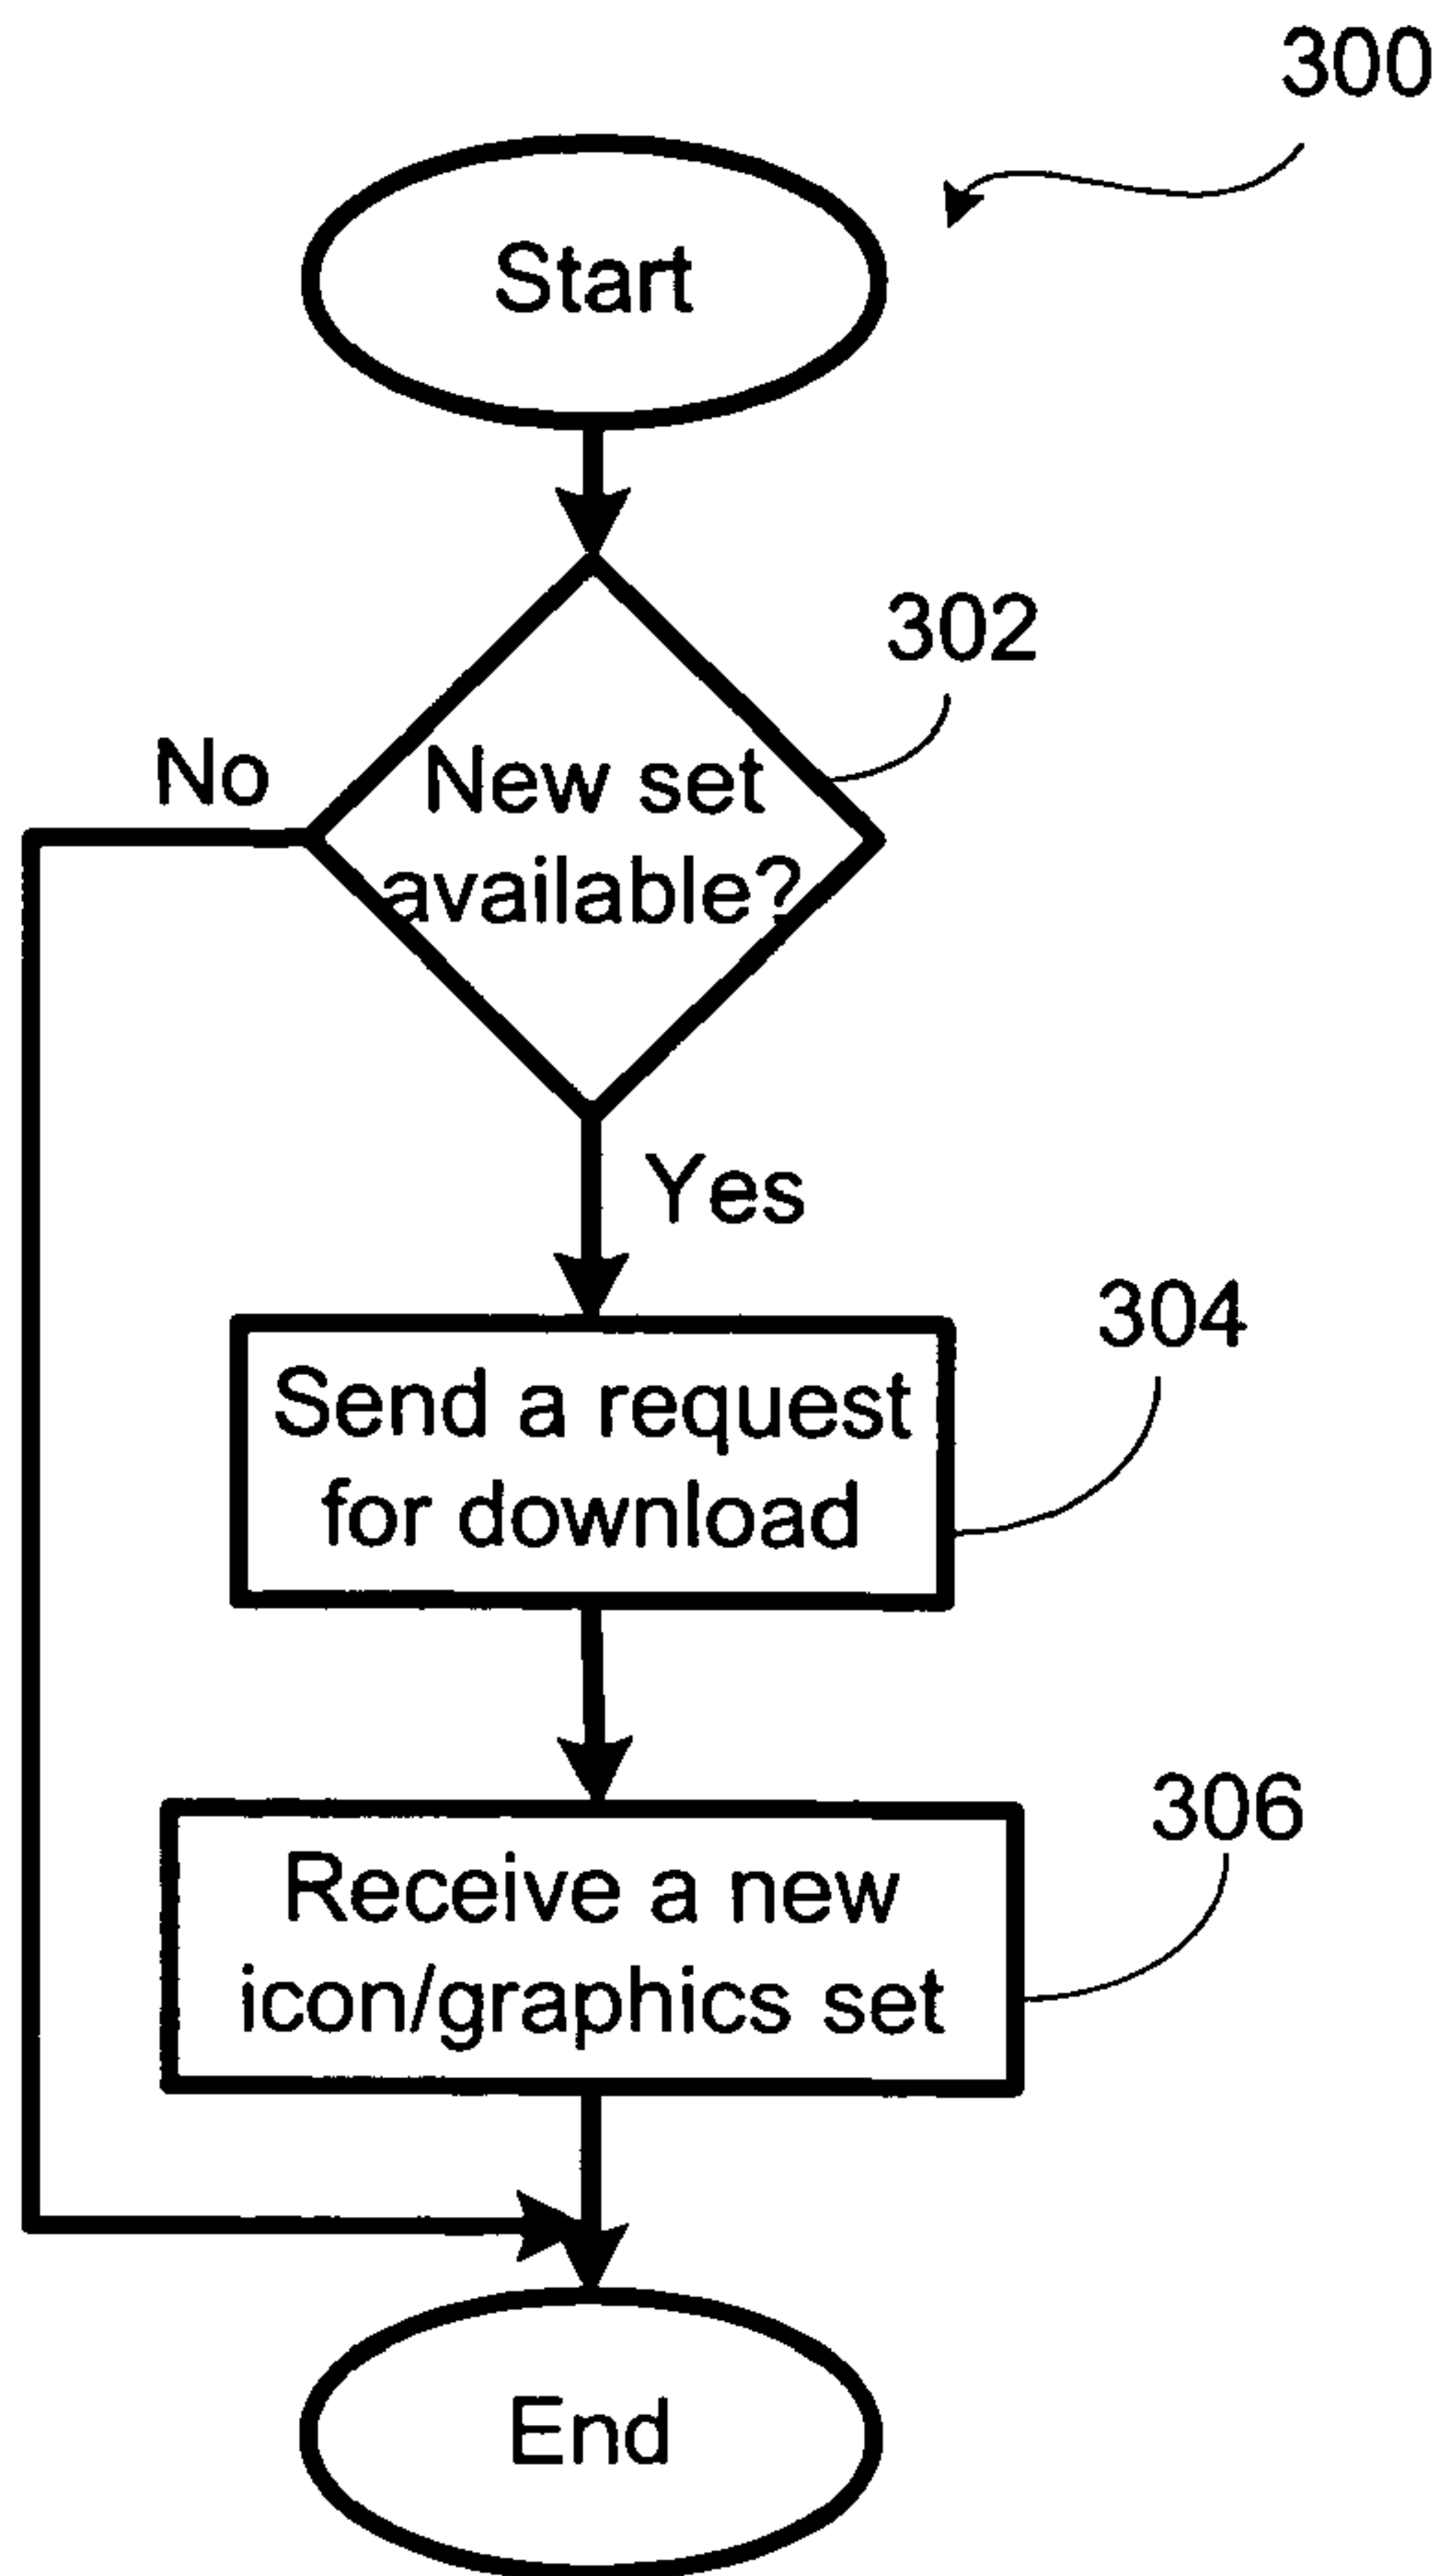 300
Start
302
No
New set
available?
Yes
304
Send a request
for download
306
Receive a new
icon/graphics set
End